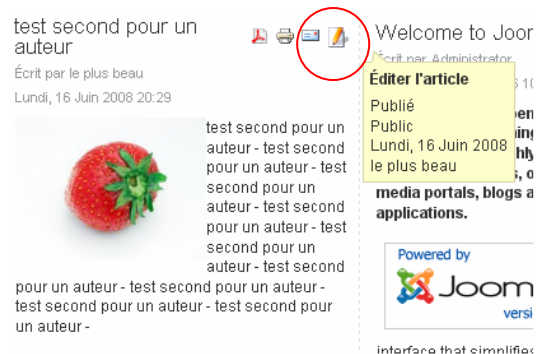 test second pour un
auteur
Écrit par le plus beau
Lundi, 16 Juin 2008 20:29
test second pour un
auteur - test second
pour un auteur - test
second pour un
auteur - test second
pour un auteur - test
second pour un
auteur - test second
pour un auteur - test second pour un auteur -
test second pour un auteur - test second pour
un auteur -
Welcome to Joor
Écrit par Administrator
Éditer l'article
Publié
Public
Lundi, 16 Juin 2008
le plus beau
media portals, blogs a
applications.
Powered by
Joom
versi
interface that simplifies